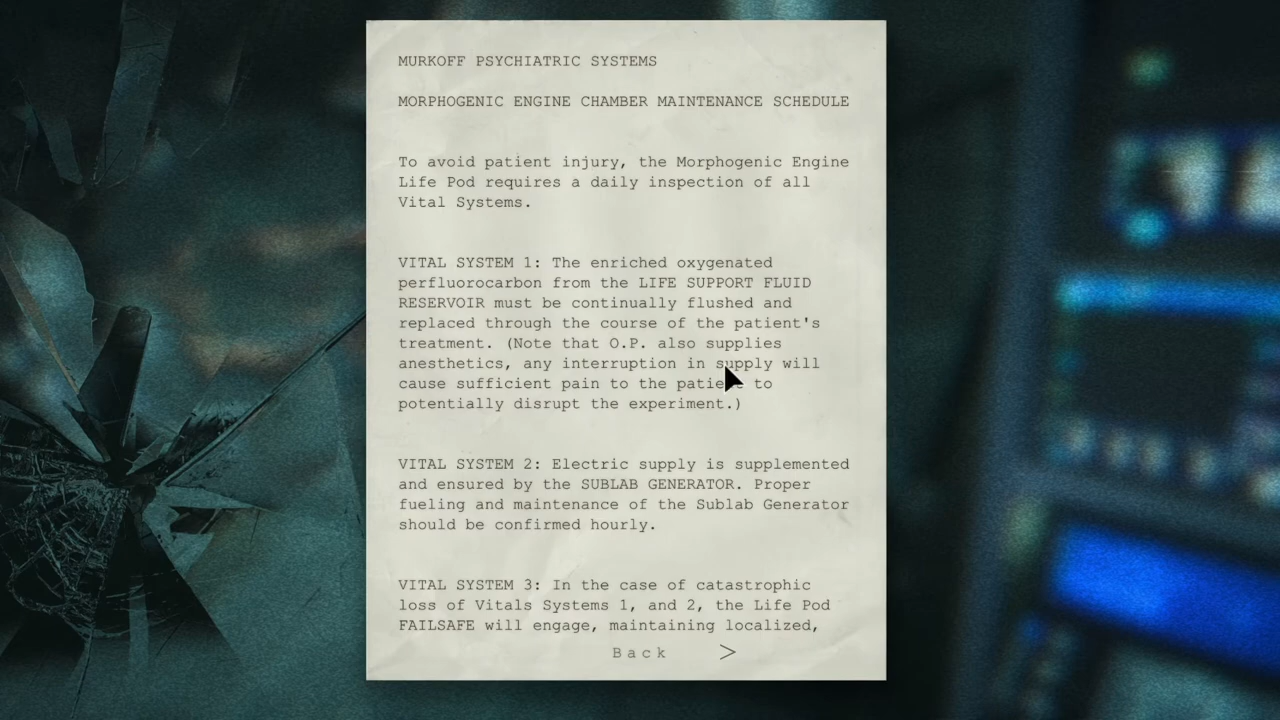 MURKOFF PSYCHIATRIC SYSTEMS
MORPHOGENIC ENGINE CHAMBER MAINTENANCE SCHEDULE
To avoid patient injury, the Morphogenic Engine
Life Pod requires a daily inspection of all
Vital Systems.
VITAL SYSTEM 1: The enriched oxygenated
perfluorocarbon from the LIFE SUPPORT FLUID
RESERVOIR must be continually flushed and
replaced through the course of the patient's
treatment. (Note that O.P. also supplies
anesthetics, any interruption in supply will
cause sufficient pain to the patient to
potentially disrupt the experiment.)
VITAL SYSTEM 2: Electric supply is supplemented
and ensured by the SUBLAB GENERATOR. Proper
fueling and maintenance of the Sublab Generator
should be confirmed hourly.
VITAL SYSTEM 3: In the case of catastrophic
loss of Vitals Systems 1, and 2, the Life Pod
FAILSAFE will engage, maintaining localized,
Back >